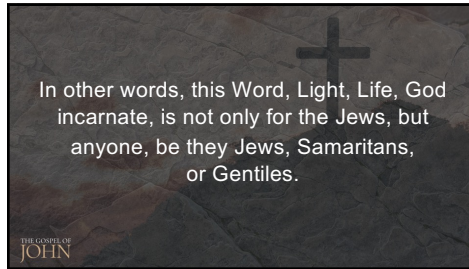 In other words, this Word, Light, Life, God
incarnate, is not only for the Jews, but
anyone, be they Jews, Samaritans,
or Gentiles.
THE GOSPEL OF
JOHN